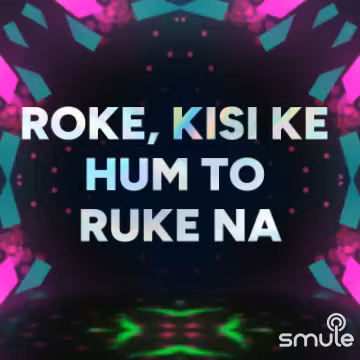 ROKE, KISI KE
HUM TO
RUKE NA
smule